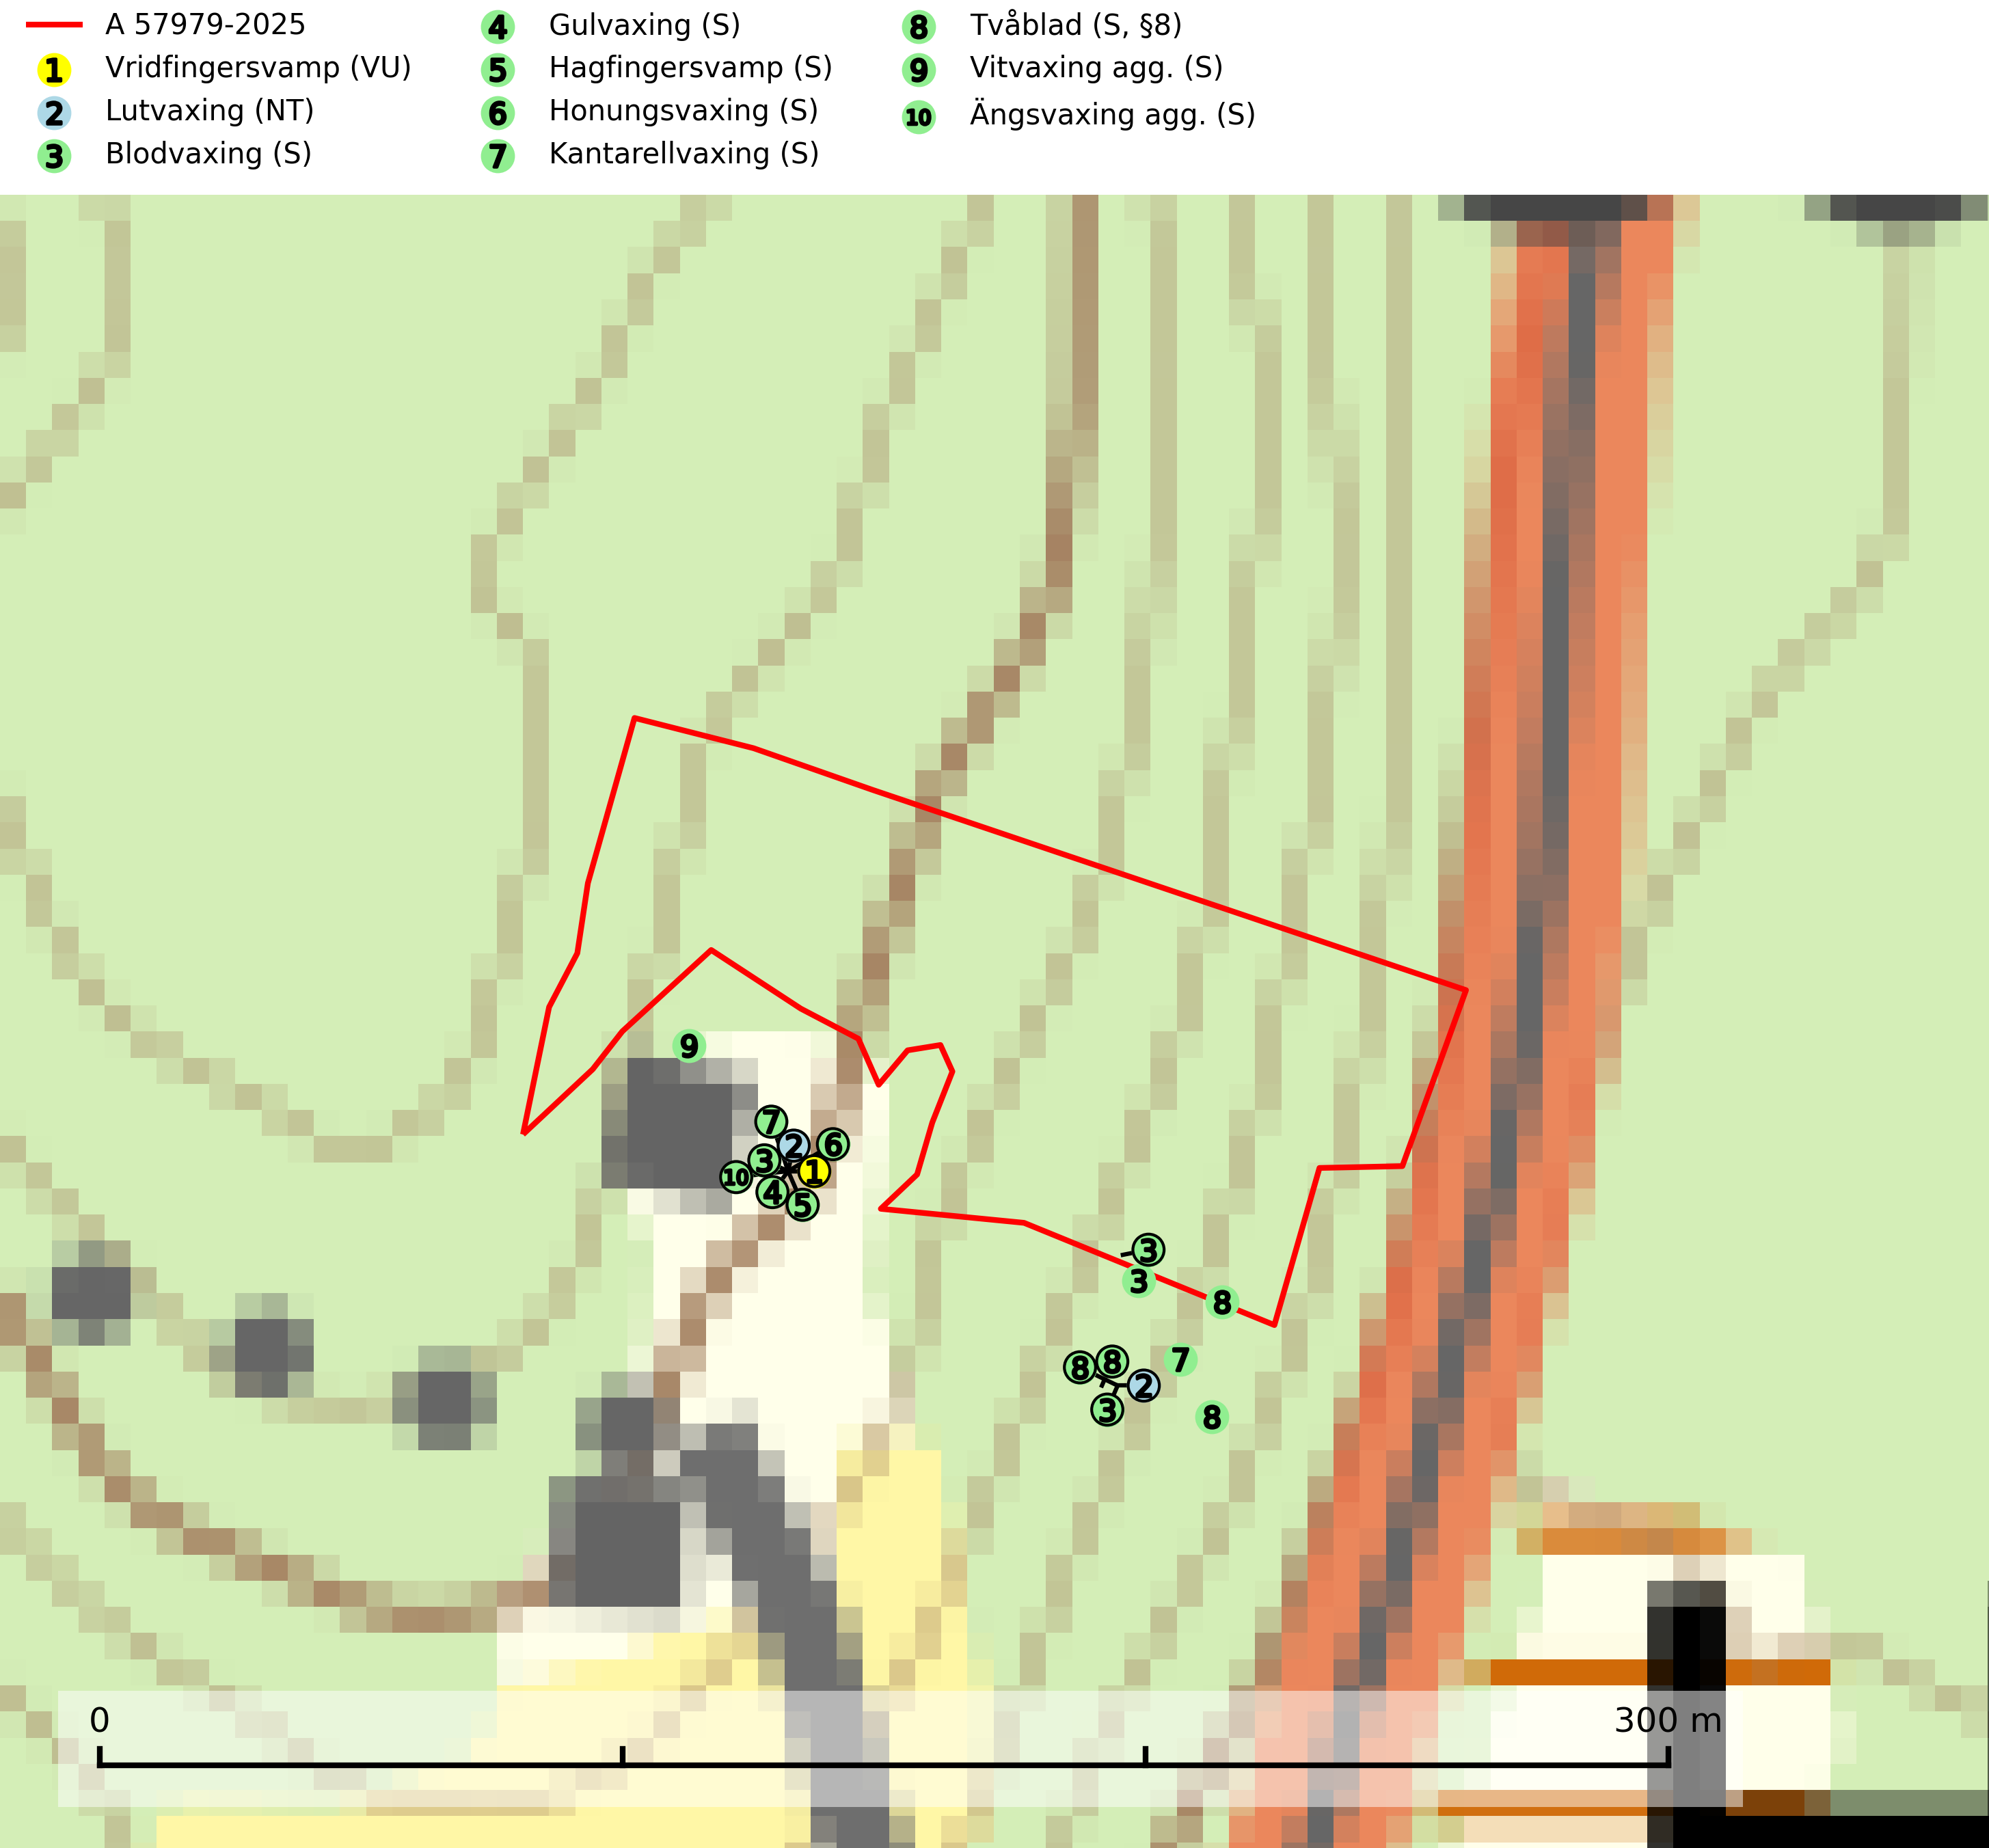 A 57979-2025
1 Vridfingersvamp (VU)
2 Lutvaxing (NT)
3 Blodvaxing (S)
4 Gulvaxing (S)
5 Hagfingersvamp (S)
6 Honungsvaxing (S)
7 Kantarellvaxing (S)
8 Tvåblad (S, §8)
9 Vitvaxing agg. (S)
10 Ängsvaxing agg. (S)
9
7
2 6
3 1
10
4
5
3
3
8
7
8 8
2
3
8
0 300 m